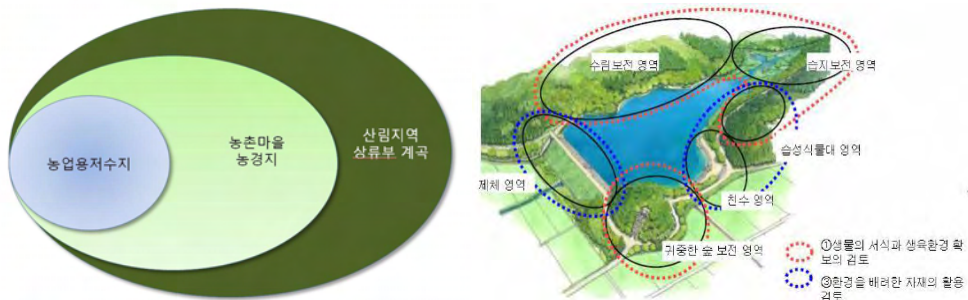 농업용저수지
농촌마을
농경지
산림지역
상류부 계곡
수림보전 영역
습지보전 영역
습성식물대 영역
제체 영역
친수 영역
귀중한 숲 보전 영역
①생물의 서식과 생육환경 확
보의 검토
③환경을 배려한 자재의 활용
검토